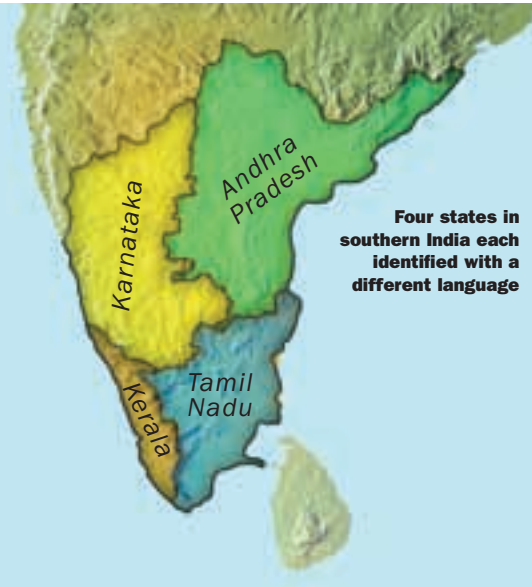 Andhra
Pradesh
Karnataka
Four states in
southern India each
identified with a
different language
Tamil
Nadu
Kerala